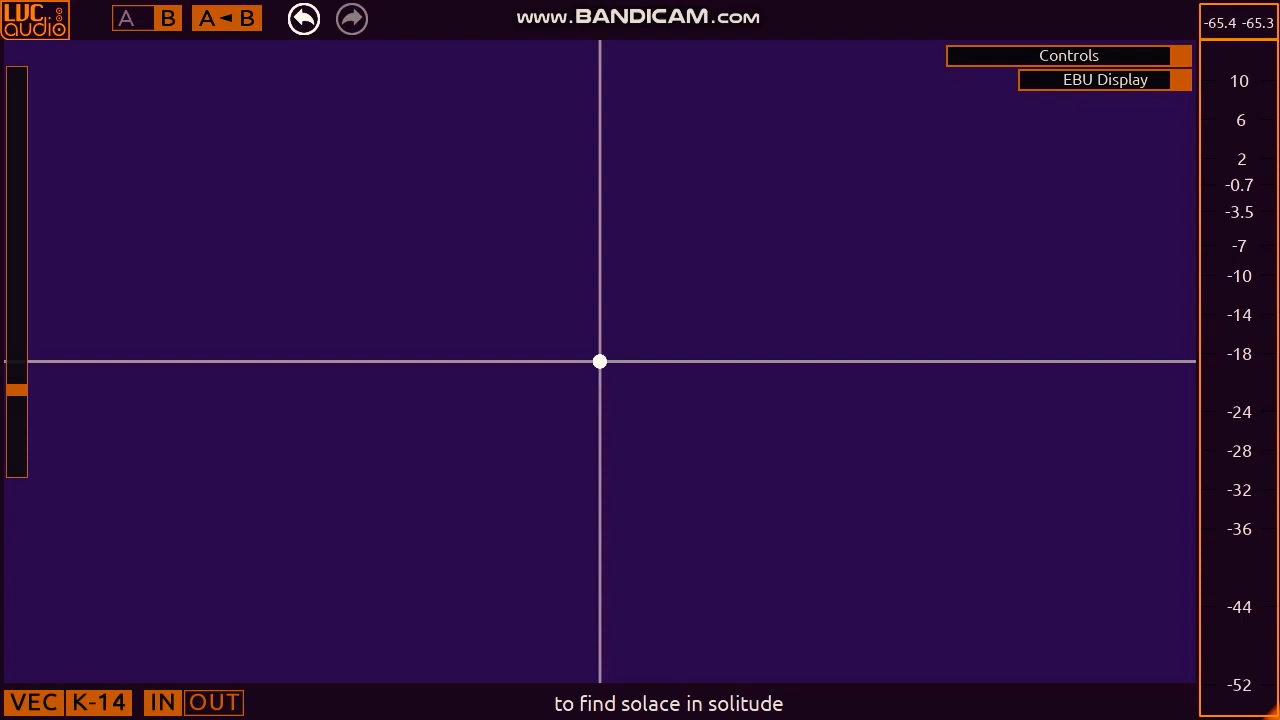 LVC
audio
A B
A◄B
www.BANDICAM.com
-65.4 -65.3
Controls
EBU Display
10
6
2
-0.7
-3.5
-7
-10
-14
-18
-24
-28
-32
-36
-44
-52
VEC K-14 IN OUT
to find solace in solitude